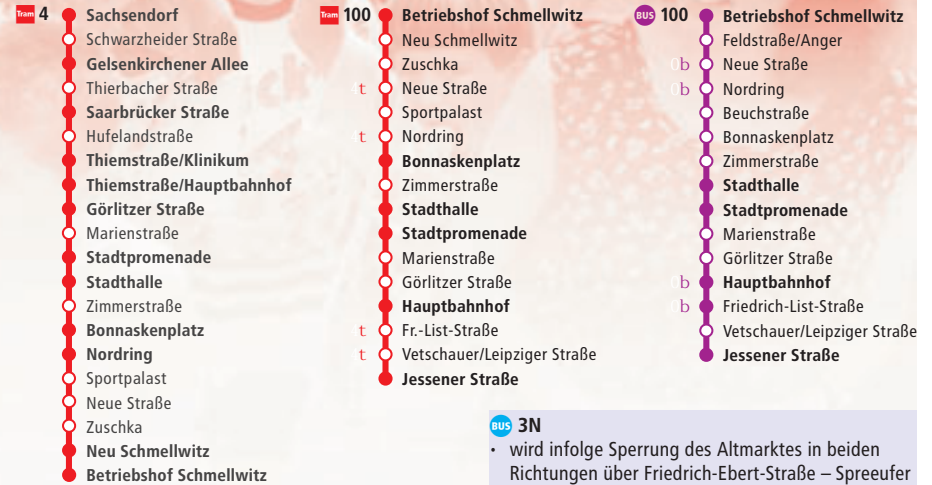 Tram 4
Sachsendorf
Schwarzheider Straße
Gelsenkirchener Allee
Thierbacher Straße
Saarbrücker Straße
Hufelandstraße
Thiemstraße/Klinikum
Thiemstraße/Hauptbahnhof
Görlitzer Straße
Marienstraße
Stadtpromenade
Stadthalle
Zimmerstraße
Bonnaskenplatz
Nordring
Sportpalast
Neue Straße
Zuschka
Neu Schmellwitz
Betriebshof Schmellwitz
Tram 100
Betriebshof Schmellwitz
Neu Schmellwitz
Zuschka
t Neue Straße
Sportpalast
t Nordring
Bonnaskenplatz
Zimmerstraße
Stadthalle
Stadtpromenade
Marienstraße
Görlitzer Straße
Hauptbahnhof
t Fr.-List-Straße
t Vetschauer/Leipziger Straße
Jessener Straße
BUS 100
Betriebshof Schmellwitz
Feldstraße/Anger
b Neue Straße
b Nordring
Beuchstraße
Bonnaskenplatz
Zimmerstraße
Stadthalle
Stadtpromenade
Marienstraße
Görlitzer Straße
b Hauptbahnhof
b Friedrich-List-Straße
Vetschauer/Leipziger Straße
Jessener Straße
BUS 3N
• wird infolge Sperrung des Altmarktes in beiden
Richtungen über Friedrich-Ebert-Straße – Spreeufer